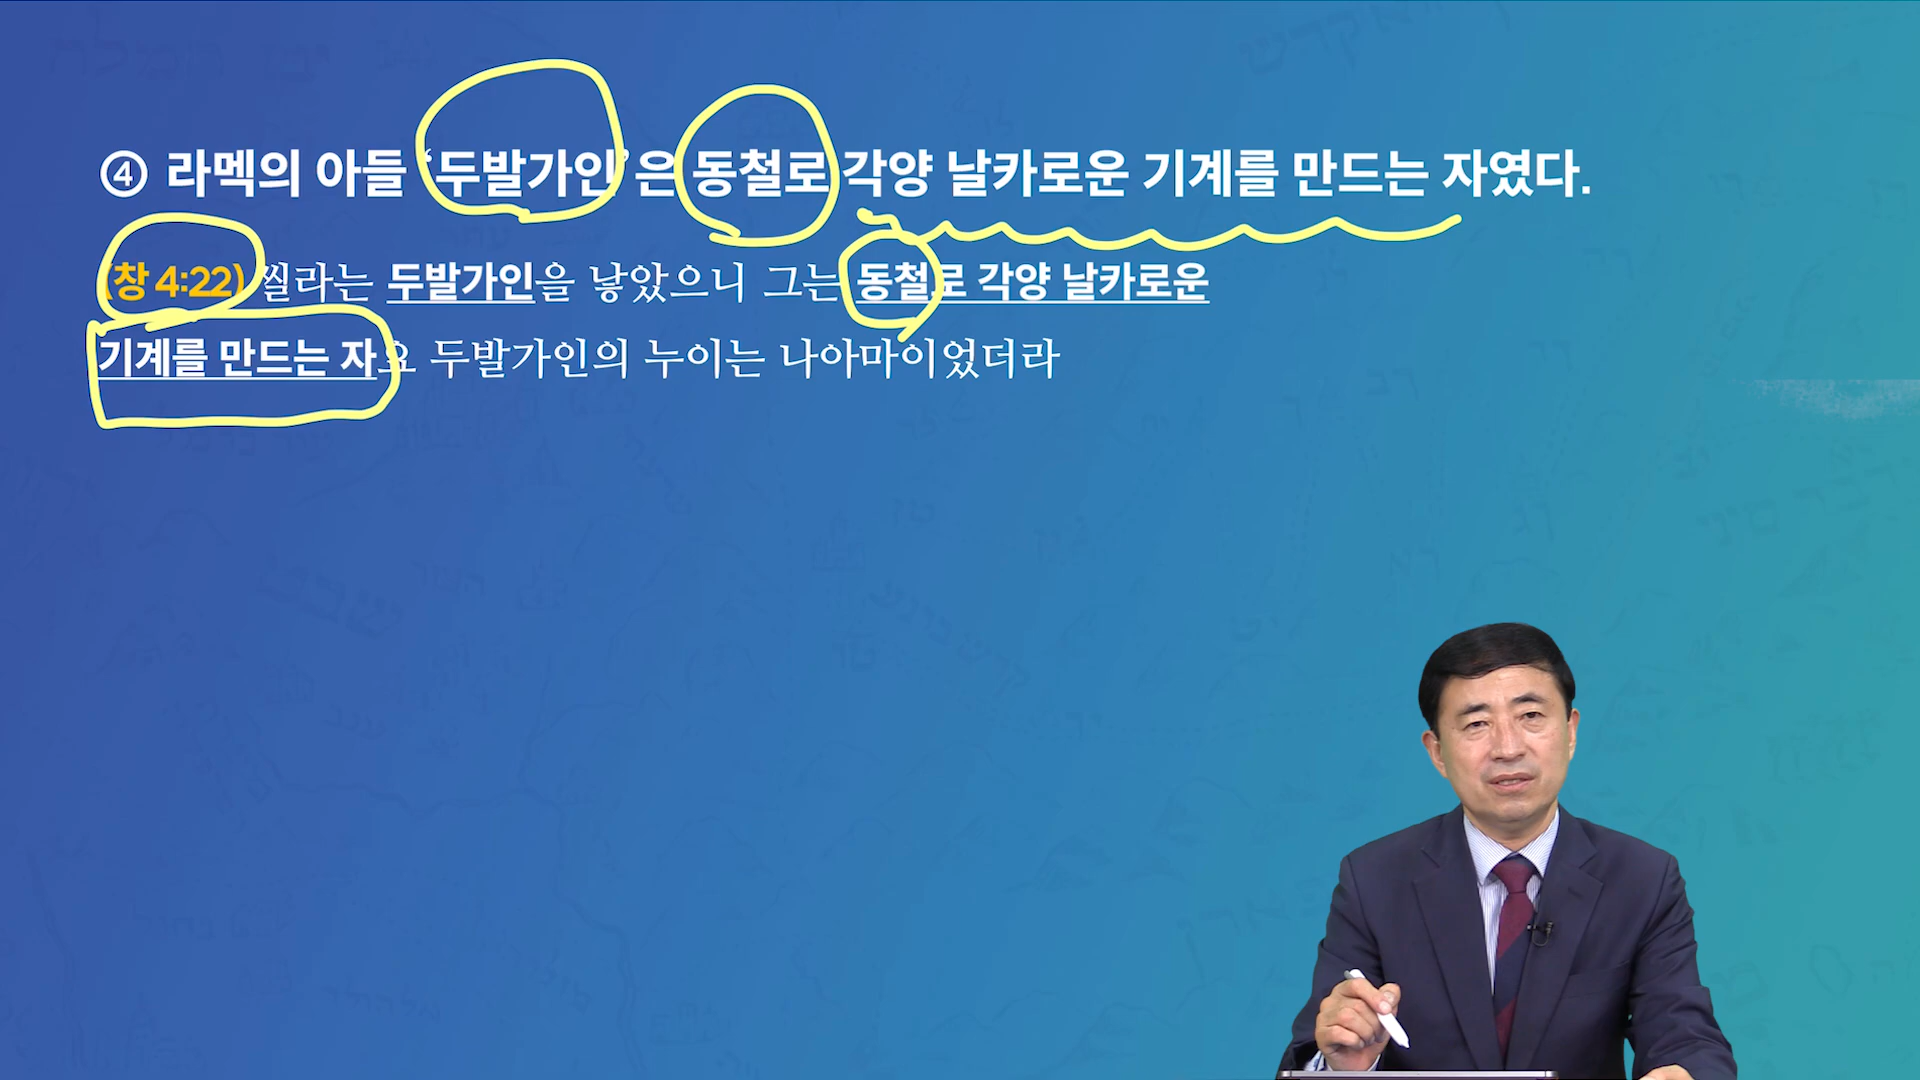 ④ 라멕의 아들 ‘두발가인’은 동철로 각양 날카로운 기계를 만드는 자였다.
(창 4:22) 씰라는 두발가인을 낳았으니 그는 동철로 각양 날카로운
기계를 만드는 자요 두발가인의 누이는 나아마이었더라